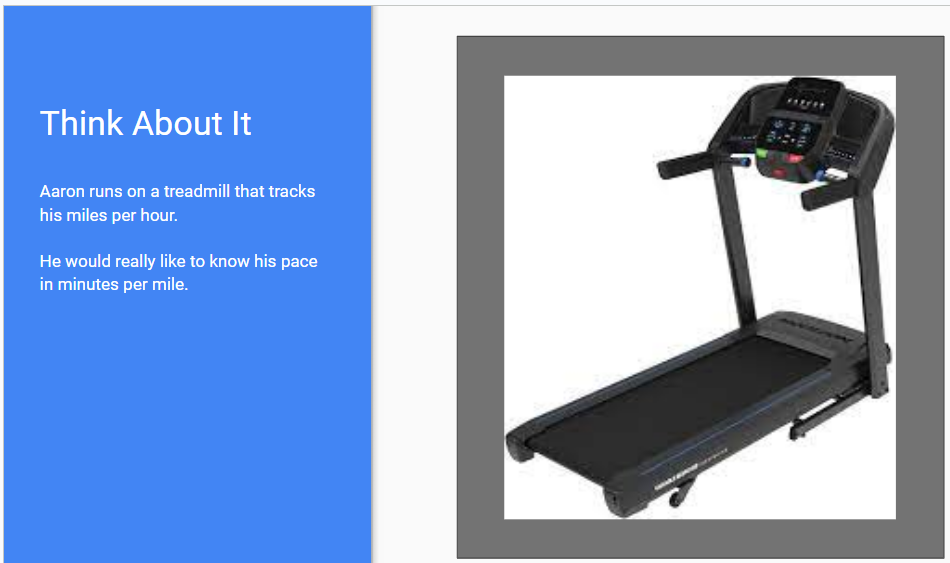 Think About It
Aaron runs on a treadmill that tracks
his miles per hour.
He would really like to know his pace
in minutes per mile.